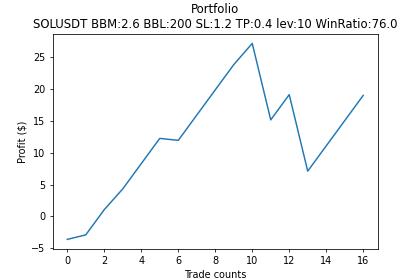 Portfolio
SOLUSDT BBM:2.6 BBL:200 SL:1.2 TP:0.4 lev:10 WinRatio:76.0
Profit ($)
25
20
15
10
5
0
−5
0 2 4 6 8 10 12 14 16
Trade counts